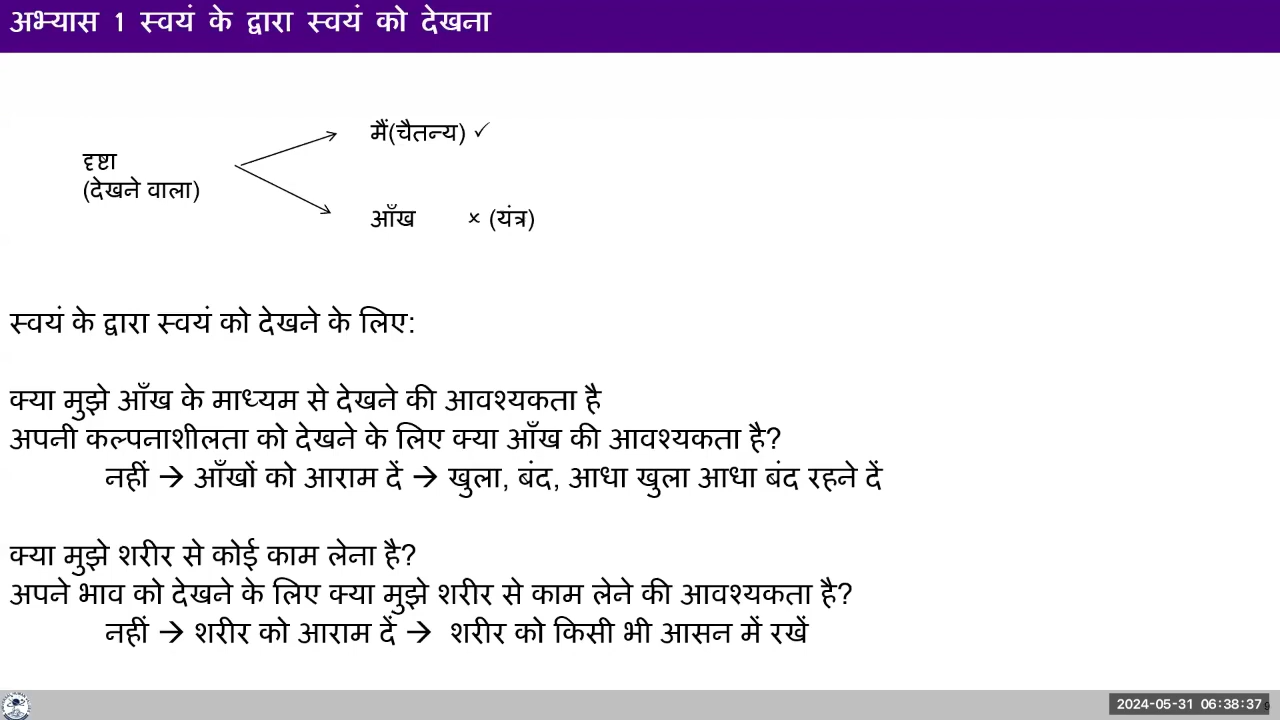 अभ्यास 1 स्वयं के द्वारा स्वयं को देखना
मैं(चैतन्य) ✓
दृष्टा
(देखने वाला)
आँख × (यंत्र)
स्वयं के द्वारा स्वयं को देखने के लिए:
क्या मुझे आँख के माध्यम से देखने की आवश्यकता है
अपनी कल्पनाशीलता को देखने के लिए क्या आँख की आवश्यकता है?
नहीं → आँखों को आराम दें → खुला, बंद, आधा खुला आधा बंद रहने दें
क्या मुझे शरीर से कोई काम लेना है?
अपने भाव को देखने के लिए क्या मुझे शरीर से काम लेने की आवश्यकता है?
नहीं → शरीर को आराम दें → शरीर को किसी भी आसन में रखें
2024-05-31 06:38:37
9